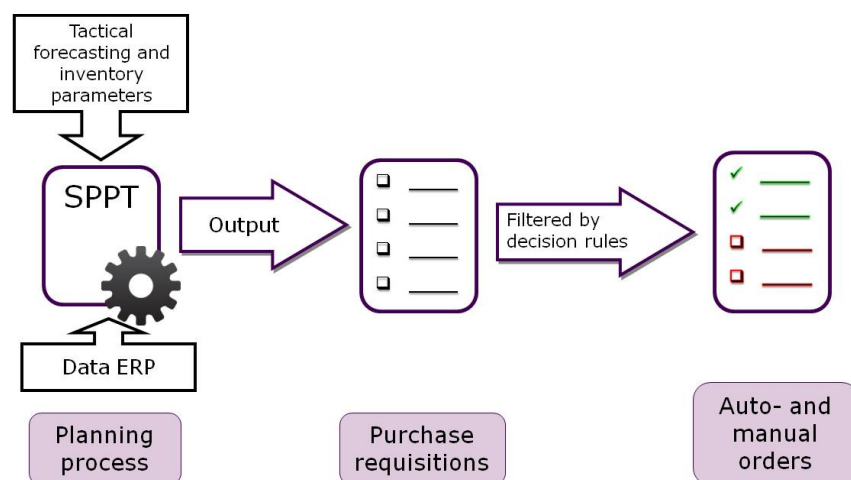 Tactical
forecasting and
inventory
parameters
SPPT
Output
Filtered by
decision rules
Data ERP
Planning
process
Purchase
requisitions
Auto- and
manual
orders